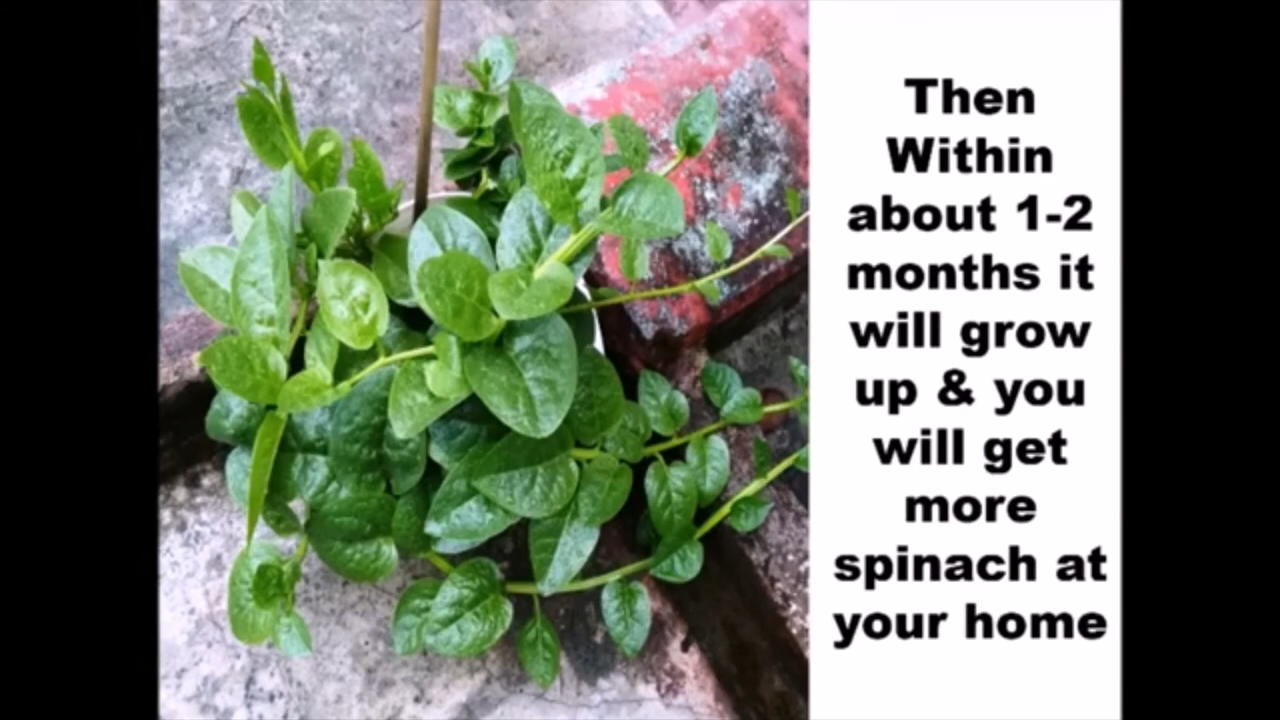 Then
Within
about 1-2
months it
will grow
up & you
will get
more
spinach at
your home